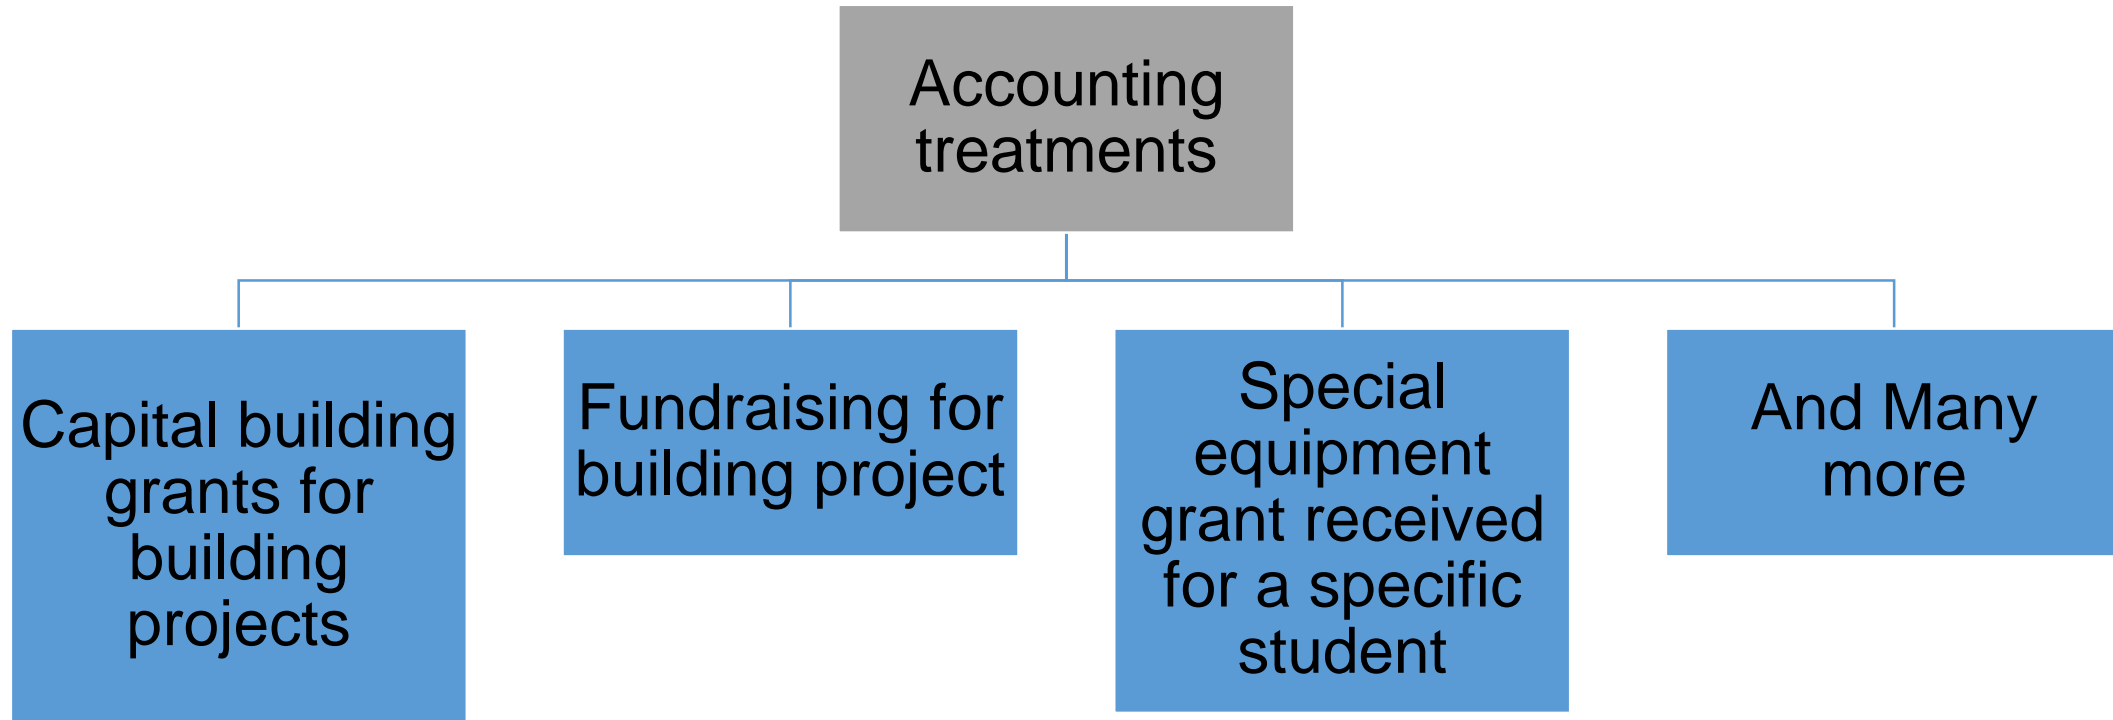 Accounting
treatments
Capital building
grants for
building
projects
Fundraising for
building project
Special
equipment
grant received
for a specific
student
And Many
more